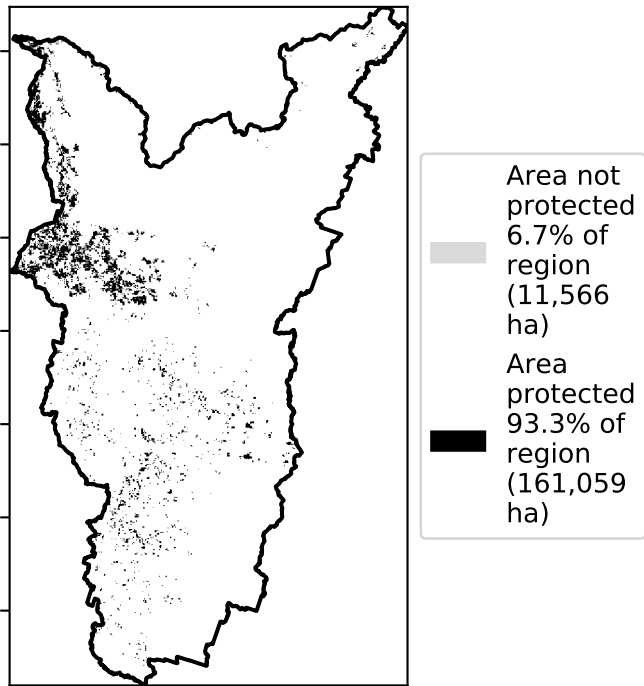 Area not
protected
6.7% of
region
(11,566
ha)
Area
protected
93.3% of
region
(161,059
ha)